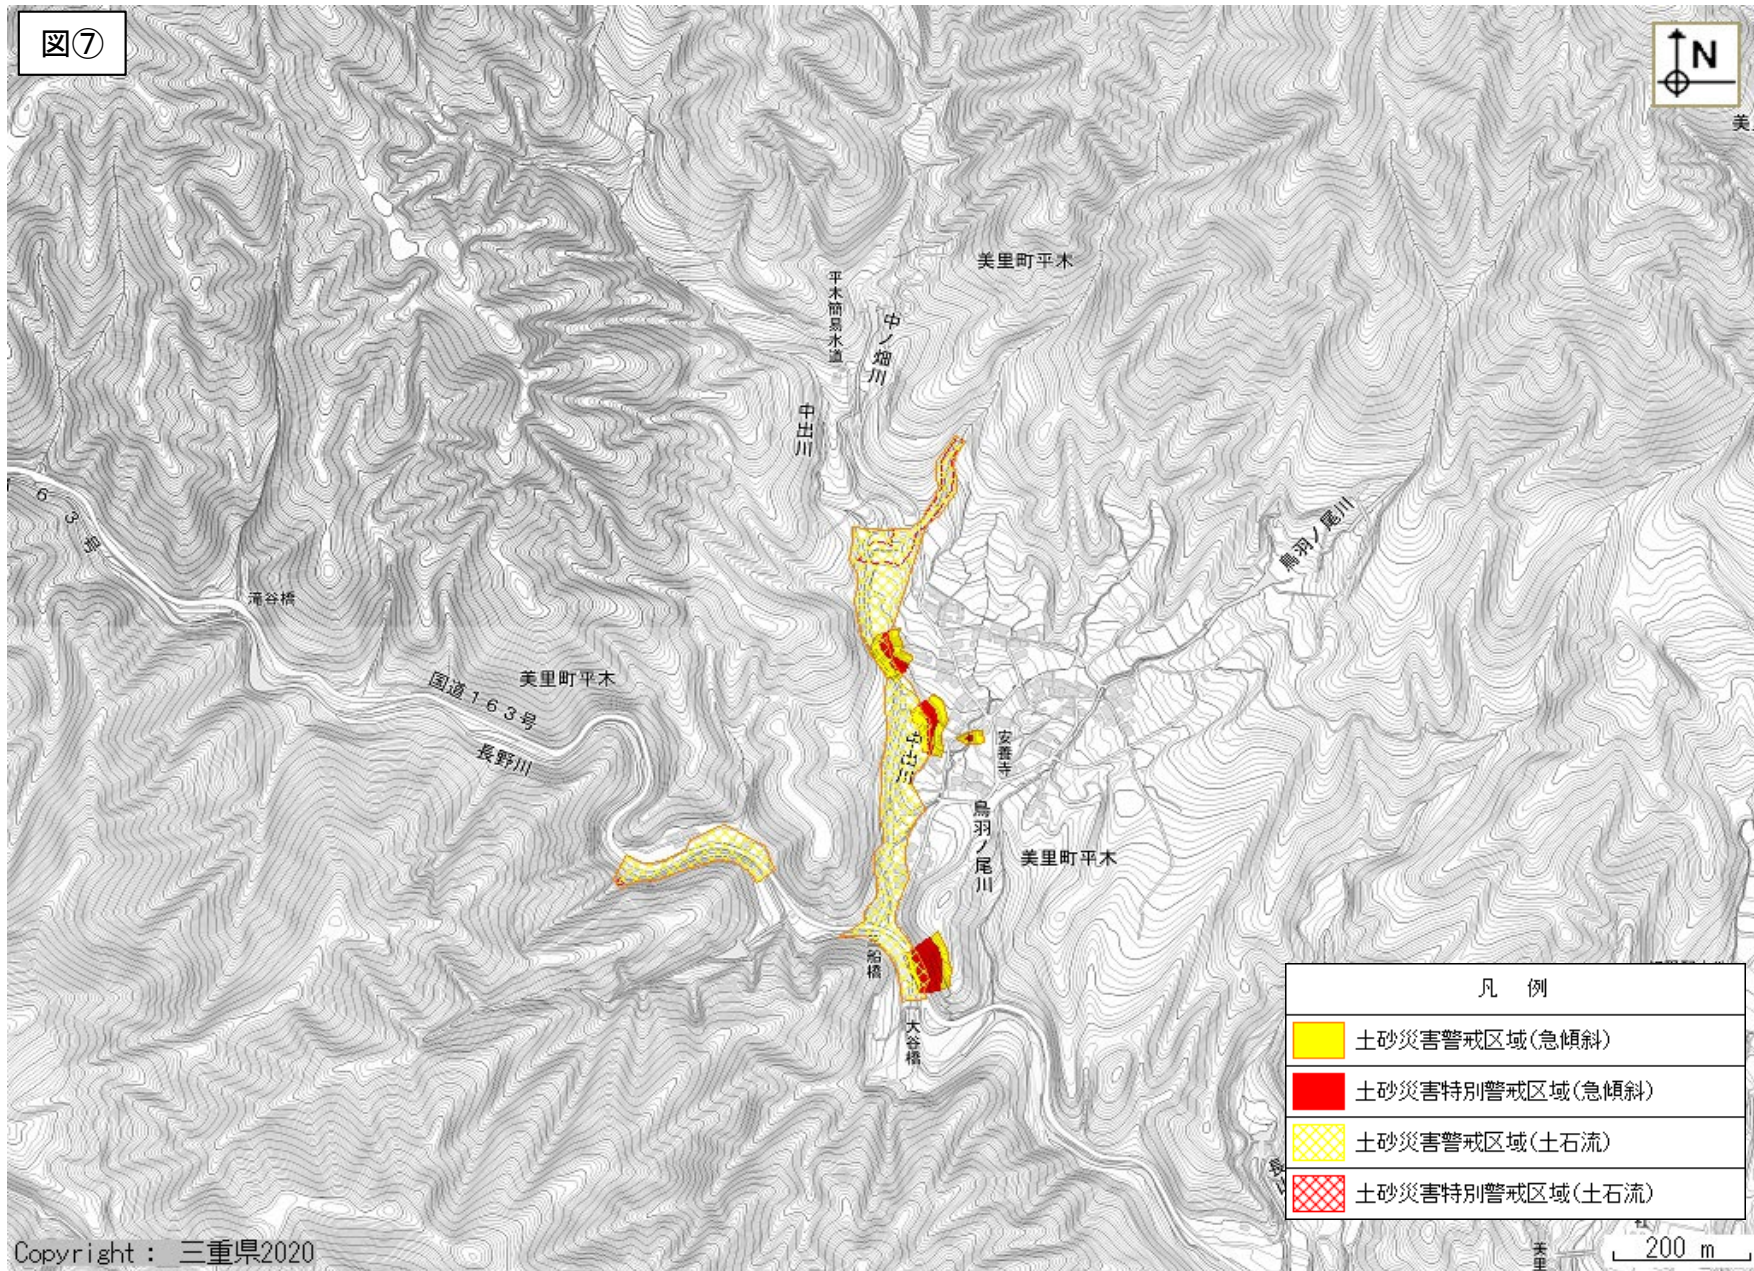 図⑦
N
美
美里町平木
平木簡易水道
中ノ畑川
中出川
163号
鳥羽ノ尾川
滝谷橋
美里町平木
国道163号
長野川
中出川
安善寺
鳥羽ノ尾川
美里町平木
船橋
大谷橋
凡 例
土砂災害警戒区域(急傾斜)
土砂災害特別警戒区域(急傾斜)
土砂災害警戒区域(土石流)
土砂災害特別警戒区域(土石流)
美里
200 m
Copyright : 三重県2020